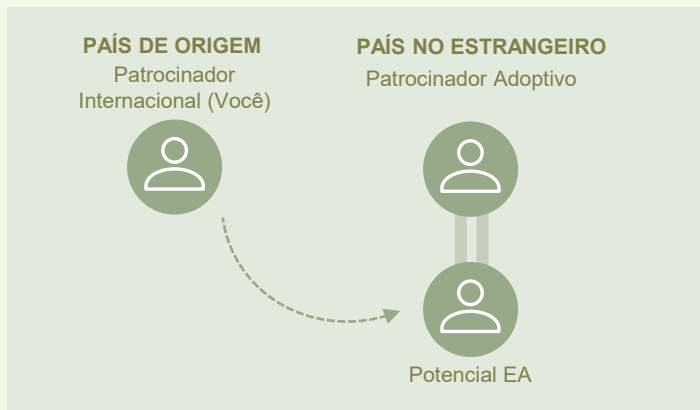 PAÍS DE ORIGEM
Patrocinador
Internacional (Você)
PAÍS NO ESTRANGEIRO
Patrocinador Adoptivo
Potencial EA